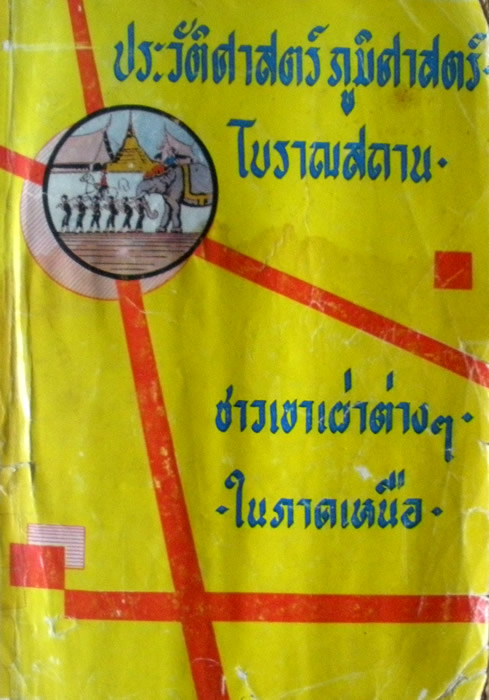 ประวัติศาสตร์ ภูมิศาสตร์.
โบราณสถาน.
ชาวเขาเผ่าต่างๆ.
.ในภาคเหนือ.